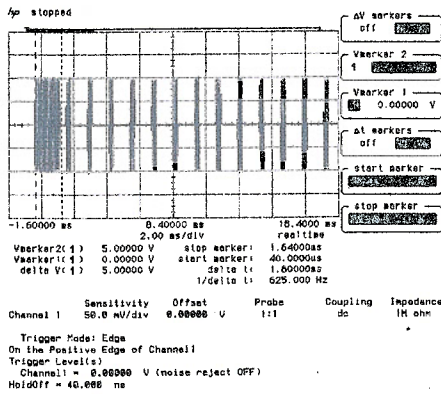 hp stopped
ΔV markers
off
Vmarker 2
1
Vmarker 1
0.00000 V
Δt markers
off
start marker
stop marker
-1.60000 ms 8.40000 ms 18.4000 ms
2.00 ms/div realtime
Vmarker2(1) 5.00000 V stop marker: 1.64000ms
Vmarker1(1) 0.00000 V start marker: 40.0000us
delta V(1) 5.00000 V delta t: 1.60000ms
1/delta t: 625.000 Hz
Sensitivity Offset Probe Coupling Impedance
Channel 1 50.0 mV/div 0.00000 V 1:1 dc 1M ohm
Trigger Mode: Edge
On the Positive Edge of Channel1
Trigger Level(s)
Channel1 = 0.00000 V (noise reject OFF)
HoldOff = 40.000 ns